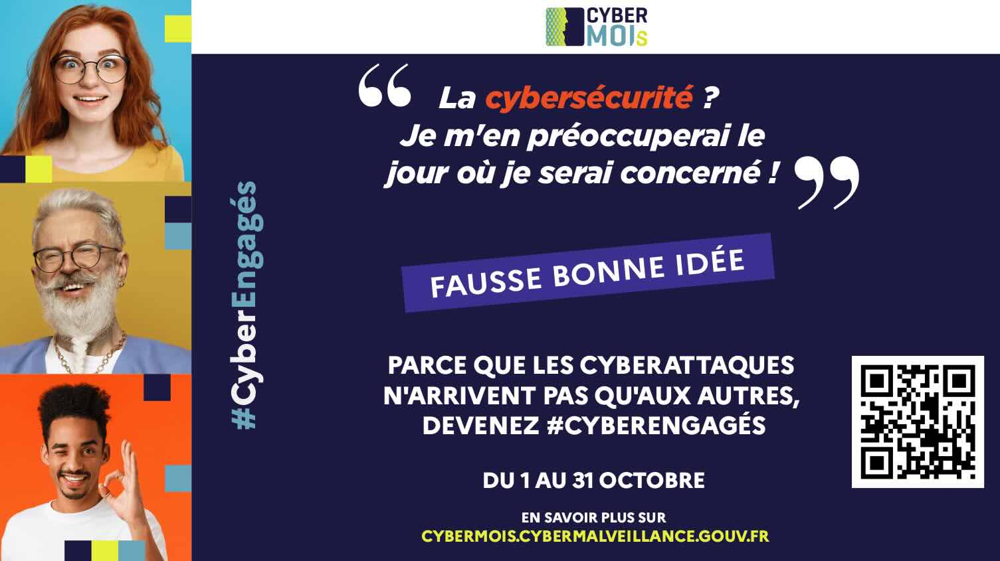 CYBER
MOIs
“ La cybersécurité ?
Je m'en préoccuperai le
jour où je serai concerné ! ”
#CyberEngagés
FAUSSE BONNE IDÉE
PARCE QUE LES CYBERATTAQUES
N'ARRIVENT PAS QU'AUX AUTRES,
DEVENEZ #CYBERENGAGÉS
DU 1 AU 31 OCTOBRE
EN SAVOIR PLUS SUR
CYBERMOIS.CYBERMALVEILLANCE.GOUV.FR